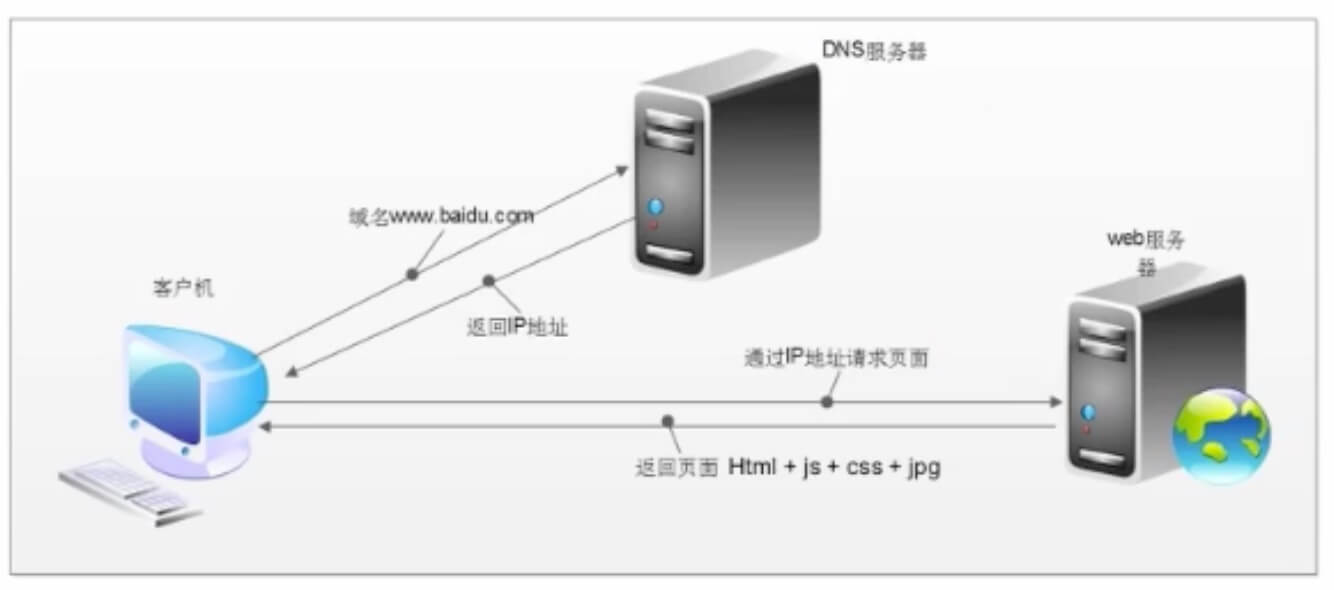 DNS服务器
域名www.baidu.com
web服务
器
客户机
返回IP地址
通过IP地址请求页面
返回页面 Html + js + css + jpg